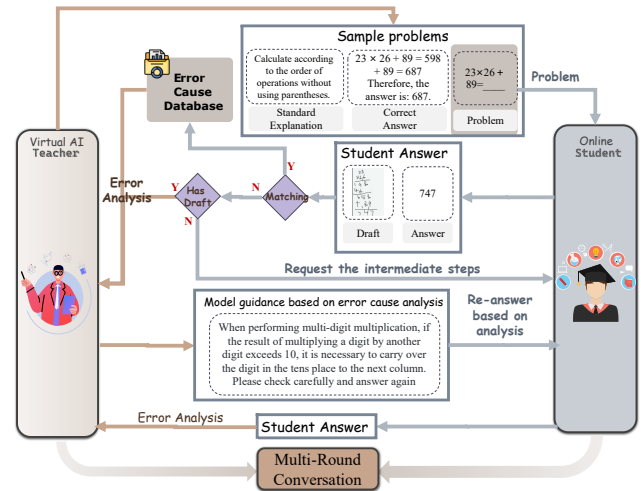 Sample problems
Calculate according
to the order of
operations without
using parentheses.
Standard
Explanation
23 × 26 + 89 = 598
+ 89 = 687
Therefore, the
answer is: 687.
Correct
Answer
23×26 +
89=____
Problem
Problem
Error
Cause
Database
Virtual AI
Teacher
Online
Student
Student Answer
747
Draft
Answer
Matching
Y
N
Has
Draft
Y
N
Error
Analysis
Request the intermediate steps
Model guidance based on error cause analysis
When performing multi-digit multiplication, if
the result of multiplying a digit by another
digit exceeds 10, it is necessary to carry over
the digit in the tens place to the next column.
Please check carefully and answer again
Re-answer
based on
analysis
Error Analysis
Student Answer
Multi-Round
Conversation